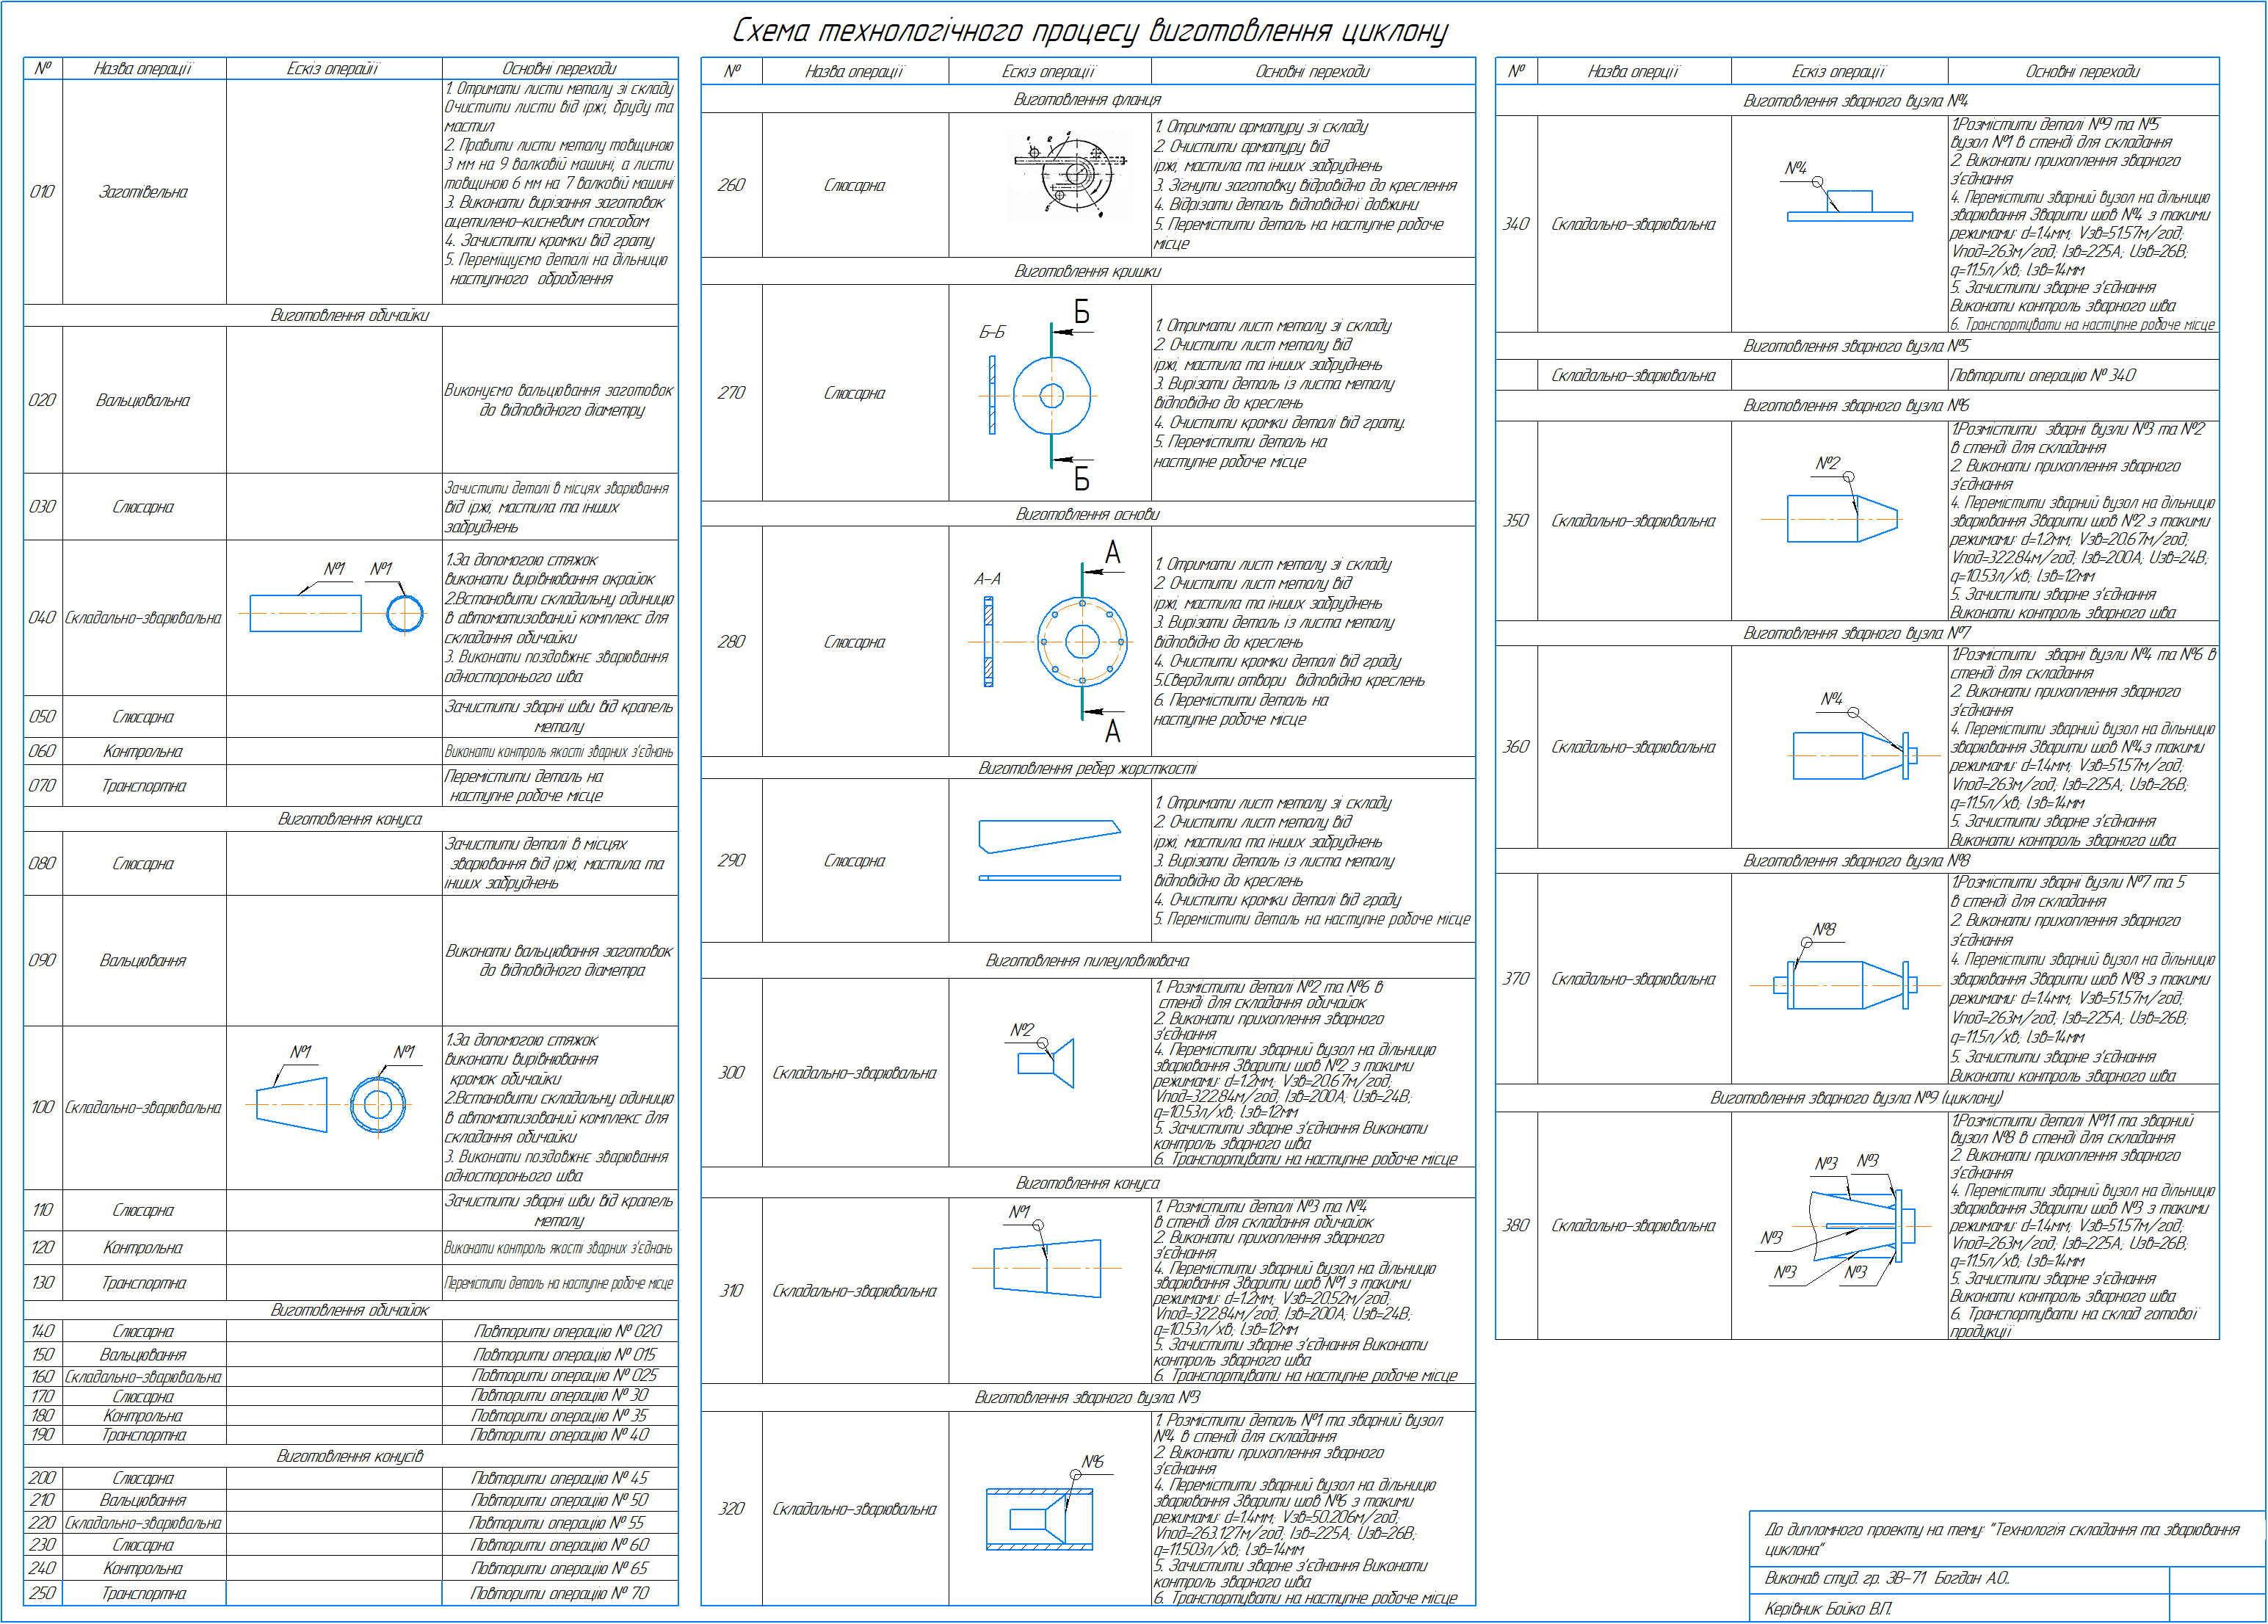 Схема технологічного процесу виготовлення циклону
№ Назва операції Ескіз операйії Основні переходи
010 Заготівельна
1. Отримати листи металу зі складу
Очистити листи від іржі, бруду та
мастил
2. Правити листи металу товщиною
3 мм на 9 валковій машині, а листи
товщиною 6 мм на 7 валковій машині
3. Виконати вирізання заготовок
ацетилено-кисневим способом
4. Зачистити кромки від грату
5. Переміщуємо деталі на дільницю
наступного оброблення
Виготовлення обичайки
020 Вальцювальна
Виконуємо вальцювання заготовок
до відповідного діаметру
030 Слюсарна
Зачистити деталі в місцях зварювання
від іржі, мастила та інших
забруднень
040 Складально-зварювальна
№1 №1
1.За допомогою стяжок
виконати вирівнювання окрайок
2.Встановити складальну одиницю
в автоматизований комплекс для
складання обичайки
3. Виконати поздовжнє зварювання
одностороньго шва
050 Слюсарна
Зачистити зварні шви від крапель
металу
060 Контрольна Виконати контроль якості зварних з'єднань
070 Транспортна
Перемістити деталь на
наступне робоче місце
Виготовлення конуса
080 Слюсарна
Зачистити деталі в місцях
зварювання від іржі, мастила та
інших забруднень
090 Вальцювання
Виконати вальцювання заготовок
до відповідного діаметра
100 Складально-зварювальна
№1 №1
1.За допомогою стяжок
виконати вирівнювання
кромок обичайки
2.Встановити складальну одиницю
в автоматизований комплекс для
складання обичайки
3. Виконати поздовжнє зварювання
одностороньго шва
110 Слюсарна
Зачистити зварні шви від крапель
металу
120 Контрольна Виконати контроль якості зварних з'єднань
130 Транспортна Перемістити деталь на наступне робоче місце
Виготовлення обичайок
140 Слюсарна Повторити операцію № 020
150 Вальцювання Повторити операцію № 015
160 Складально-зварювальна Повторити операцію № 025
170 Слюсарна Повторити операцію № 30
180 Контрольна Повторити операцію № 35
190 Транспортна Повторити операцію № 40
Виготовлення конусів
200 Слюсарна Повторити операцію № 45
210 Вальцювання Повторити операцію № 50
220 Складально-зварювальна Повторити операцію № 55
230 Слюсарна Повторити операцію № 60
240 Контрольна Повторити операцію № 65
250 Транспортна Повторити операцію № 70
№ Назва операції Ескіз операції Основні переходи
Виготовлення фланця
260 Слюсарна
1. Отримати арматуру зі складу
2. Очистити арматуру від
іржі, мастила та інших забруднень
3. Зігнути заготовку відровідно до креслення
4. Відрізати деталь відповідної довжини
5. Перемістити деталь на наступне робоче
місце
Виготовлення кришки
270 Слюсарна
Б-Б
Б
Б
1. Отримати лист металу зі складу
2. Очистити лист металу від
іржі, мастила та інших забруднень
3. Вирізати деталь із листа металу
відповідно до креслень
4. Очистити кромки деталі від грату.
5. Перемістити деталь на
наступне робоче місце
Виготовлення основи
280 Слюсарна
А-А
А
А
1. Отримати лист металу зі складу
2. Очистити лист металу від
іржі, мастила та інших забруднень
3. Вирізати деталь із листа металу
відповідно до креслень
4. Очистити кромки деталі від граду
5.Свердлити отвори відповідно креслень
6. Перемістити деталь на
наступне робоче місце
Виготовлення ребер жарсткості
290 Слюсарна
1. Отримати лист металу зі складу
2. Очистити лист металу від
іржі, мастила та інших забруднень
3. Вирізати деталь із листа металу
відповідно до креслень
4. Очистити кромки деталі від граду
5. Перемістити деталь на наступне робоче місце
Виготовлення пилеуловлювача
300 Складально-зварювальна
№2
1. Розмістити деталі №2 та №6 в
стенді для складання обичайок
2. Виконати прихоплення зварного
з'єднання
4. Перемістити зварний вузол на дільницю
зварювання Зварити шов №2 з такими
режимами: d=1.2мм; Vзв=20.67м/год;
Vпод=322.84м/год; Ізв=200А; Uзв=24В;
q=10.53л/хв; lзв=12мм
5. Зачистити зварне з'єднання Виконати
контроль зварного шва
6. Транспортувати на наступне робоче місце
Виготовлення конуса
310 Складально-зварювальна
№1
1. Розмістити деталі №3 та №4
в стенді для складання обичайок
2. Виконати прихоплення зварного
з'єднання
4. Перемістити зварний вузол на дільницю
зварювання Зварити шов №1 з такими
режимами: d=1.2мм; Vзв=20.52м/год;
Vпод=322.84м/год; Ізв=200А; Uзв=24В;
q=10.53л/хв; lзв=12мм
5. Зачистити зварне з'єднання Виконати
контроль зварного шва
6. Транспортувати на наступне робоче місце
Виготовлення зварного вузла №3
320 Складально-зварювальна
№6
1. Розмістити деталь №1 та зварний вузол
№4 в стенді для складання
2. Виконати прихоплення зварного
з'єднання
4. Перемістити зварний вузол на дільницю
зварювання Зварити шов №6 з такими
режимами: d=1.4мм; Vзв=50.206м/год;
Vпод=263.127м/год; Ізв=225А; Uзв=26В;
q=11.503л/хв; lзв=14мм
5. Зачистити зварне з'єднання Виконати
контроль зварного шва
6. Транспортувати на наступне робоче місце
№ Назва оперції Ескіз операції Основні переходи
Виготовлення зварного вузла №4
340 Складально-зварювальна
№4
1.Розмістити деталі №9 та №5
вузол №1 в стенді для складання
2. Виконати прихоплення зварного
з'єднання
4. Перемістити зварний вузол на дільницю
зварювання Зварити шов №4 з такими
режимами: d=1.4мм; Vзв=51.57м/год;
Vпод=263м/год; Ізв=225А; Uзв=26В;
q=11.5л/хв; lзв=14мм
5. Зачистити зварне з'єднання
Виконати контроль зварного шва
6. Транспортувати на наступне робоче місце
Виготовлення зварного вузла №5
Складально-зварювальна Повторити операцію № 340
Виготовлення зварного вузла №6
350 Складально-зварювальна
№2
1.Розмістити зварні вузли №3 та №2
в стенді для складання
2. Виконати прихоплення зварного
з'єднання
4. Перемістити зварний вузол на дільницю
зварювання Зварити шов №2 з такими
режимами: d=1.2мм; Vзв=20.67м/год;
Vпод=322.84м/год; Ізв=200А; Uзв=24В;
q=10.53л/хв; lзв=12мм
5. Зачистити зварне з'єднання
Виконати контроль зварного шва
Виготовлення зварного вузла №7
360 Складально-зварювальна
№4
1.Розмістити зварні вузли №4 та №6 в
стенді для складання
2. Виконати прихоплення зварного
з'єднання
4. Перемістити зварний вузол на дільницю
зварювання Зварити шов №4з такими
режимами: d=1.4мм; Vзв=51.57м/год;
Vпод=263м/год; Ізв=225А; Uзв=26В;
q=11.5л/хв; lзв=14мм
5. Зачистити зварне з'єднання
Виконати контроль зварного шва
Виготовлення зварного вузла №8
370 Складально-зварювальна
№8
1.Розмістити зварні вузли №7 та 5
в стенді для складання
2. Виконати прихоплення зварного
з'єднання
4. Перемістити зварний вузол на дільницю
зварювання Зварити шов №8 з такими
режимами: d=1.4мм; Vзв=51.57м/год;
Vпод=263м/год; Ізв=225А; Uзв=26В;
q=11.5л/хв; lзв=14мм
5. Зачистити зварне з'єднання
Виконати контроль зварного шва
Виготовлення зварного вузла №9 (циклону)
380 Складально-зварювальна
№3 №3
№3
№3 №3
1.Розмістити деталі №11 та зварний
вузол №8 в стенді для складання
2. Виконати прихоплення зварного
з'єднання
4. Перемістити зварний вузол на дільницю
зварювання Зварити шов №3 з такими
режимами: d=1.4мм; Vзв=51.57м/год;
Vпод=263м/год; Ізв=225А; Uзв=26В;
q=11.5л/хв; lзв=14мм
5. Зачистити зварне з'єднання
Виконати контроль зварного шва
6. Транспортувати на склад готової
продукції
До дипломного проекту на тему: "Технологія складання та зварювання
циклона"
Виконав студ. гр. ЗВ-71 Богдан А.О..
Керівник Бойко В.П.